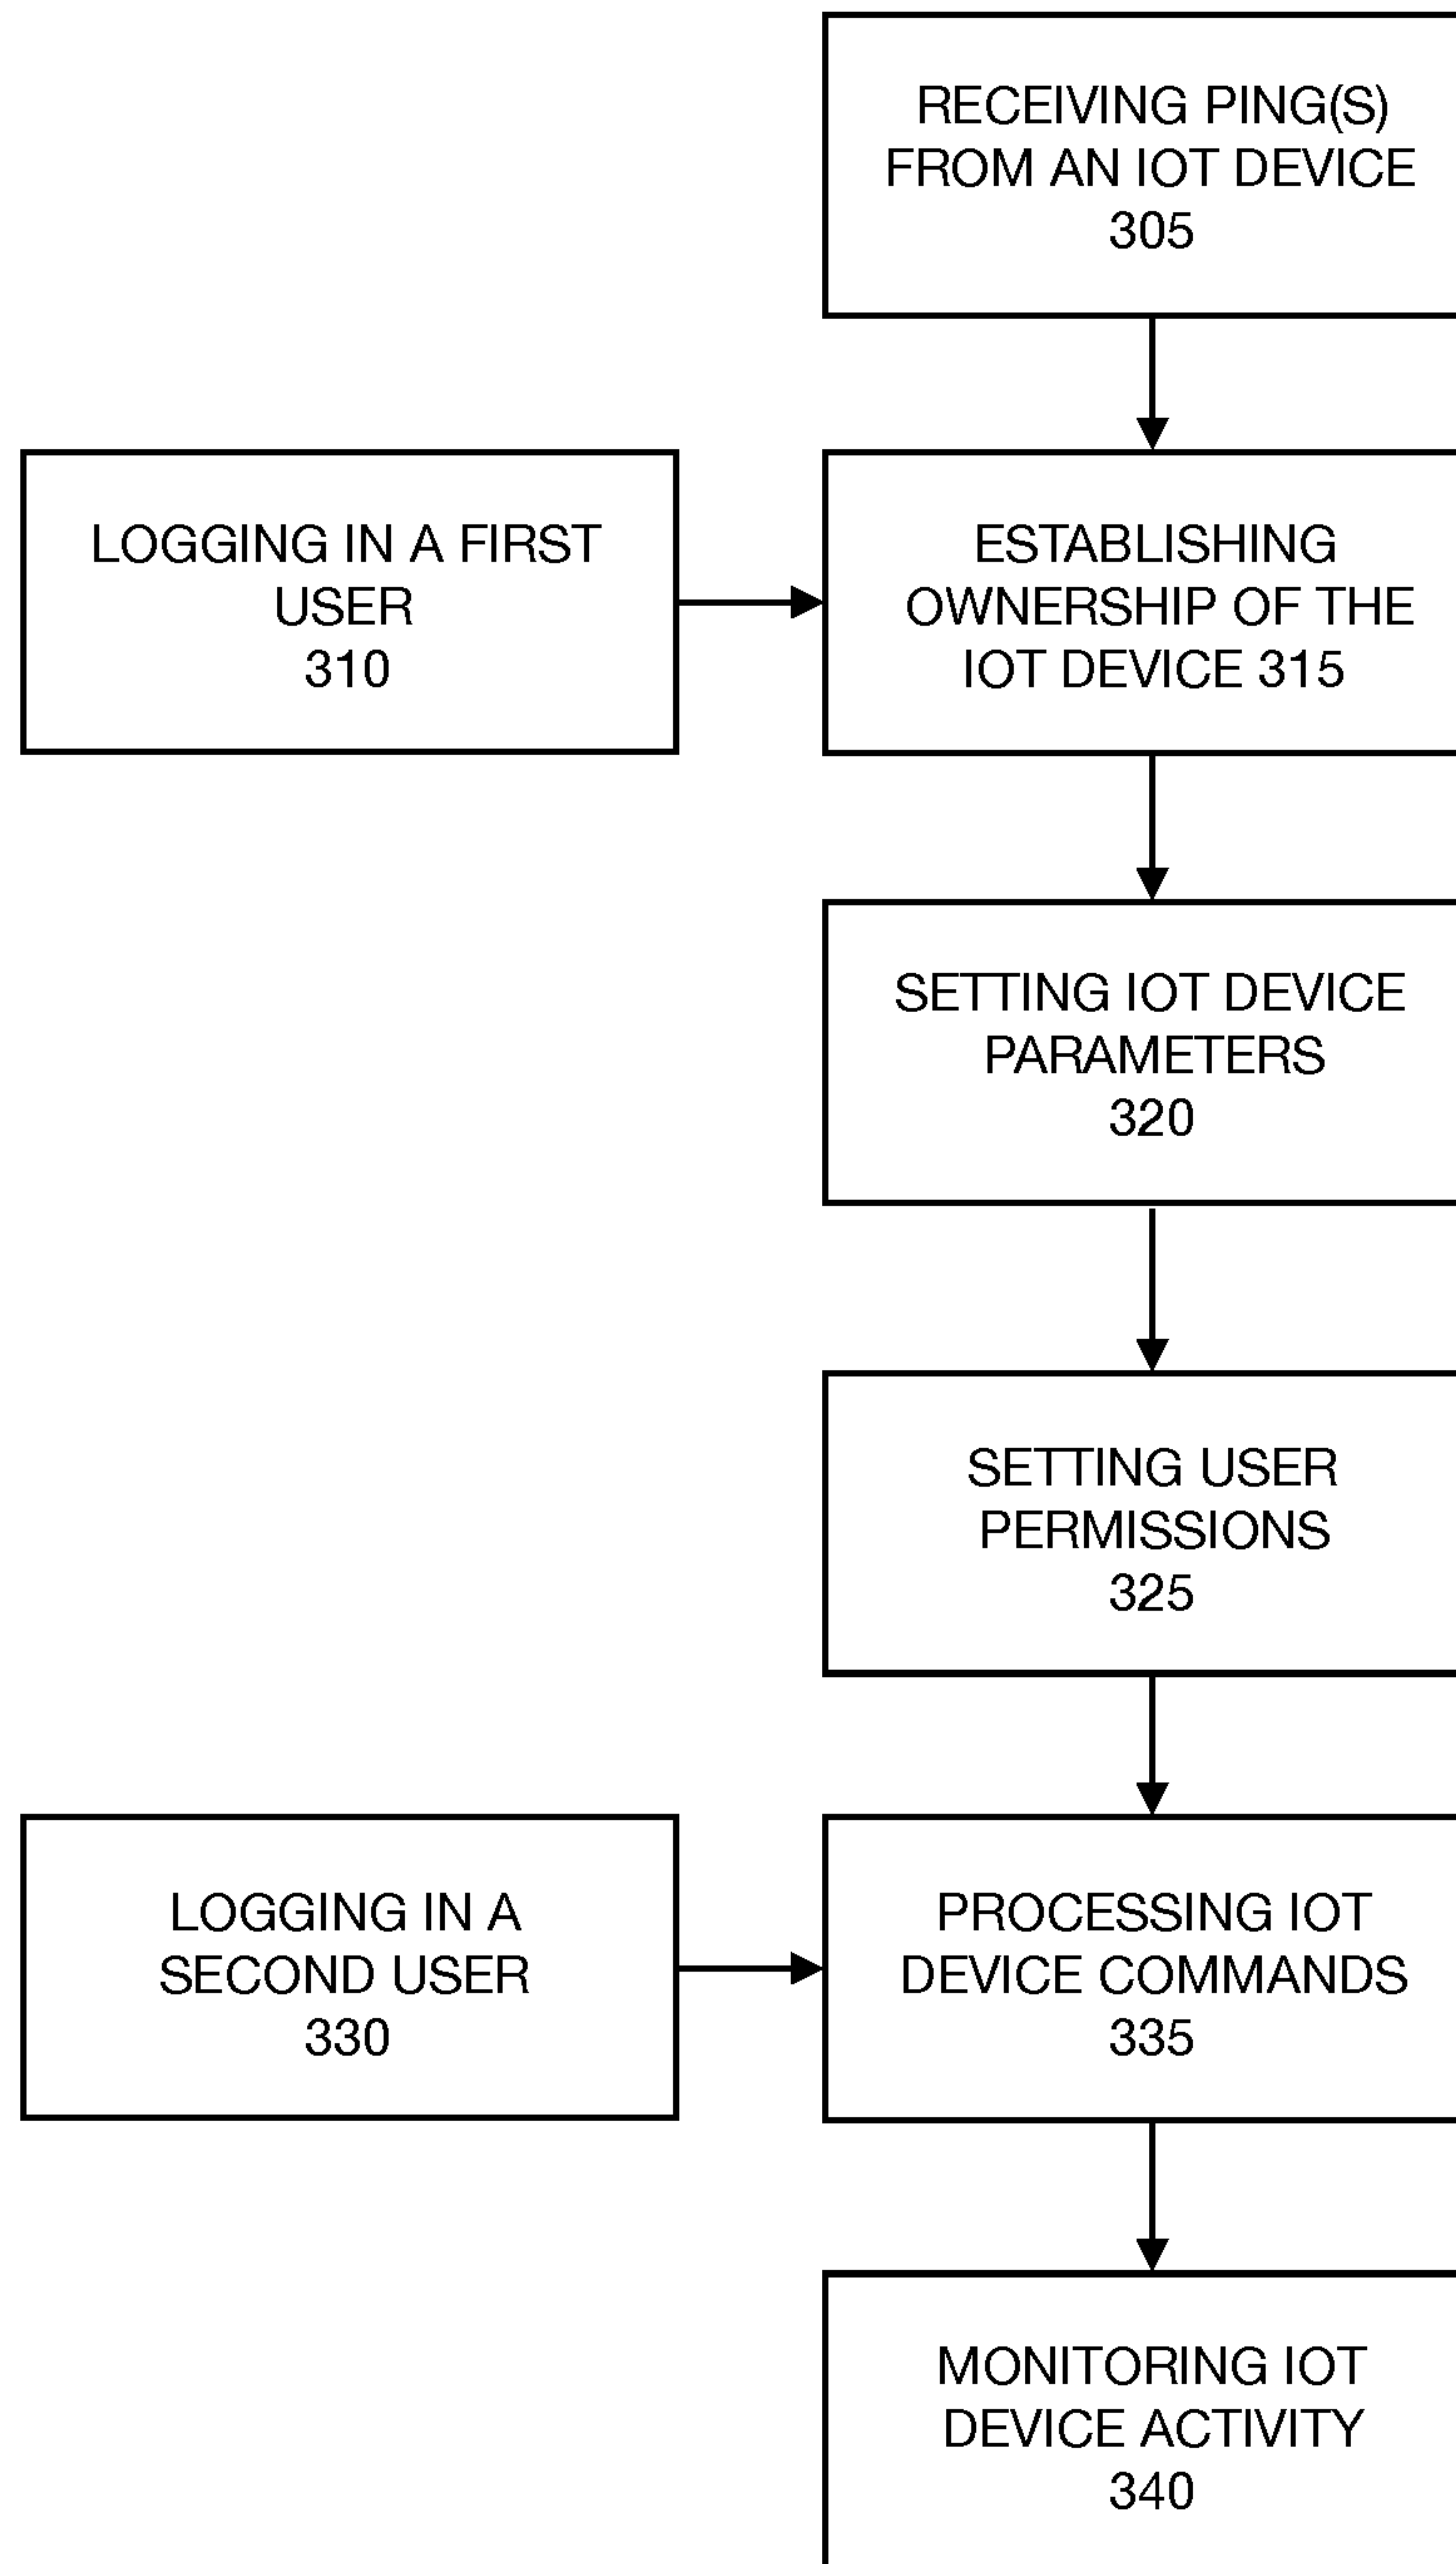 RECEIVING PING(S)
FROM AN IOT DEVICE
305
LOGGING IN A FIRST
USER
310
ESTABLISHING
OWNERSHIP OF THE
IOT DEVICE 315
SETTING IOT DEVICE
PARAMETERS
320
SETTING USER
PERMISSIONS
325
LOGGING IN A
SECOND USER
330
PROCESSING IOT
DEVICE COMMANDS
335
MONITORING IOT
DEVICE ACTIVITY
340